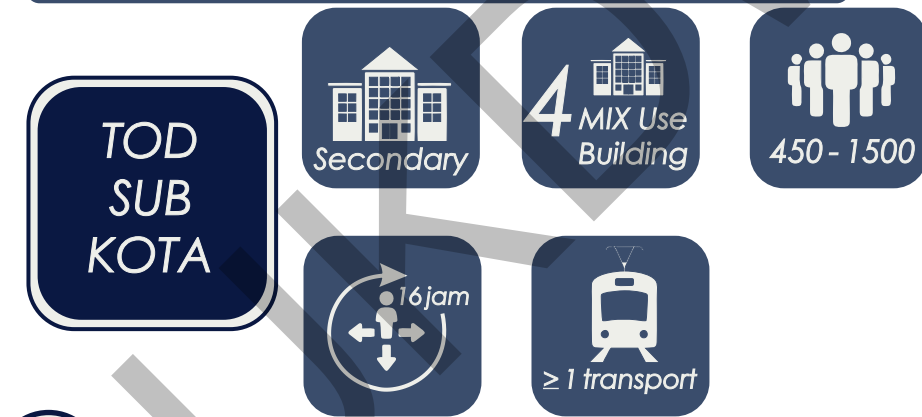 TOD
SUB
KOTA
Secondary
4 MIX Use
Building
450 - 1500
16 jam
≥ 1 transport